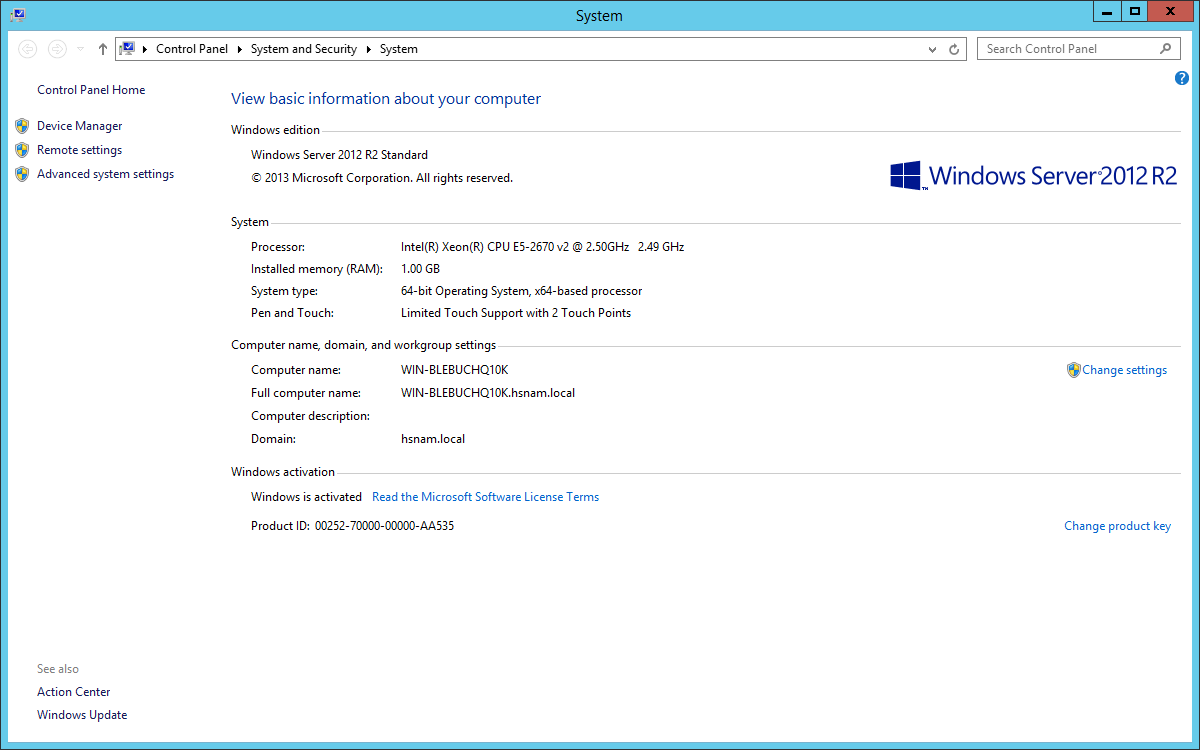 System
Control Panel System and Security System
Search Control Panel
Control Panel Home
Device Manager
Remote settings
Advanced system settings
View basic information about your computer
Windows edition
Windows Server 2012 R2 Standard
© 2013 Microsoft Corporation. All rights reserved.
Windows Server 2012 R2
System
Processor: Intel(R) Xeon(R) CPU E5-2670 v2 @ 2.50GHz 2.49 GHz
Installed memory (RAM): 1.00 GB
System type: 64-bit Operating System, x64-based processor
Pen and Touch: Limited Touch Support with 2 Touch Points
Computer name, domain, and workgroup settings
Computer name: WIN-BLEBUCHQ10K
Change settings
Full computer name: WIN-BLEBUCHQ10K.hsnam.local
Computer description:
Domain: hsnam.local
Windows activation
Windows is activated Read the Microsoft Software License Terms
Product ID: 00252-70000-00000-AA535
Change product key
See also
Action Center
Windows Update